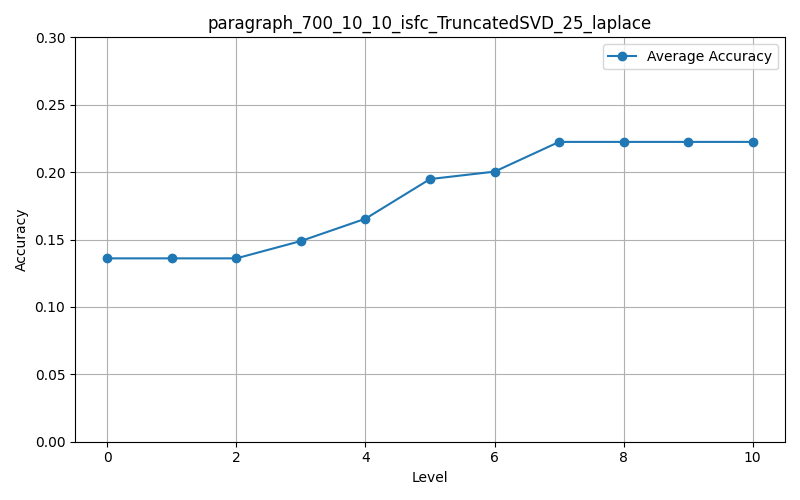 paragraph_700_10_10_isfc_TruncatedSVD_25_laplace
Average Accuracy
0.30
0.25
0.20
0.15
0.10
0.05
0.00
Accuracy
0 2 4 6 8 10
Level